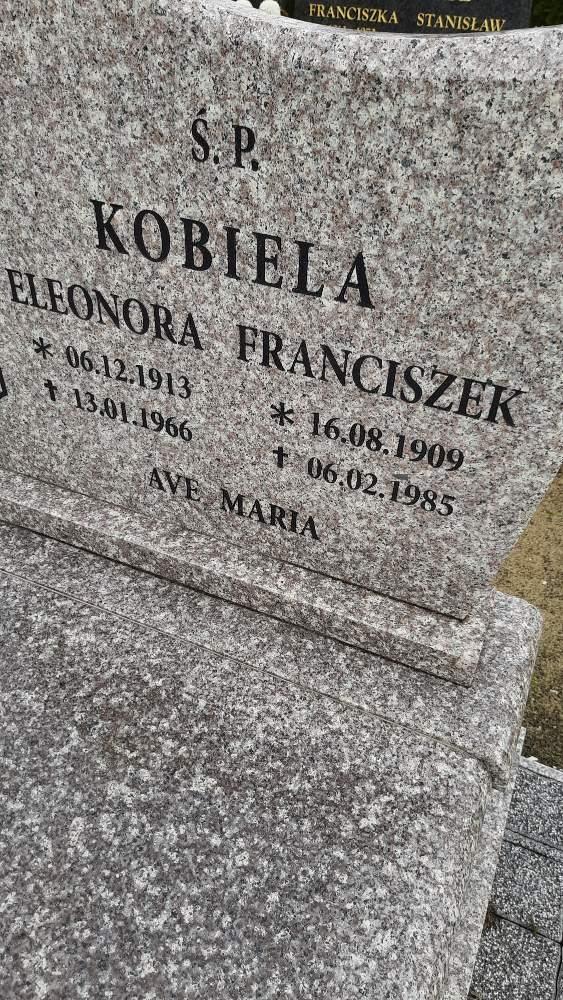 FRANCISZKA STANISŁAW
Ś. P.
KOBIELA
ELEONORA FRANCISZEK
* 06.12.1913
✝ 13.01.1966
* 16.08.1909
✝ 06.02.1985
AVE MARIA